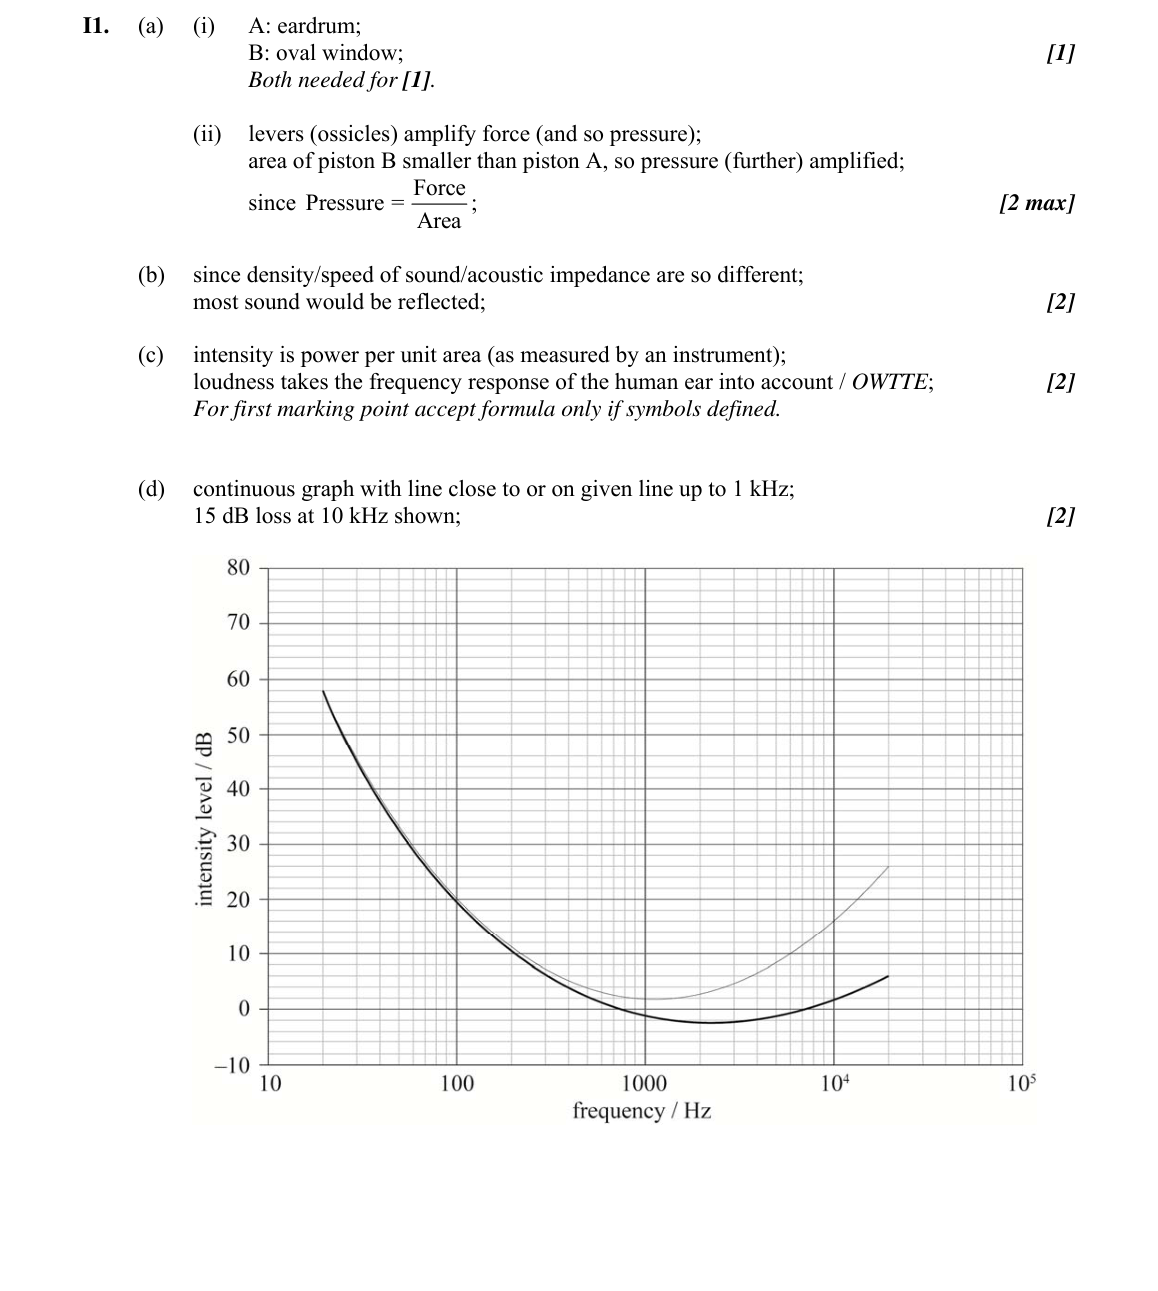 I1. (a) (i) A: eardrum;
B: oval window; [1]
Both needed for [1].
(ii) levers (ossicles) amplify force (and so pressure);
area of piston B smaller than piston A, so pressure (further) amplified;
since Pressure = Force / Area ; [2 max]
(b) since density/speed of sound/acoustic impedance are so different;
most sound would be reflected; [2]
(c) intensity is power per unit area (as measured by an instrument);
loudness takes the frequency response of the human ear into account / OWTTE; [2]
For first marking point accept formula only if symbols defined.
(d) continuous graph with line close to or on given line up to 1 kHz;
15 dB loss at 10 kHz shown; [2]
80
70
60
50
40
30
20
10
0
–10
intensity level / dB
10 100 1000 10⁴ 10⁵
frequency / Hz